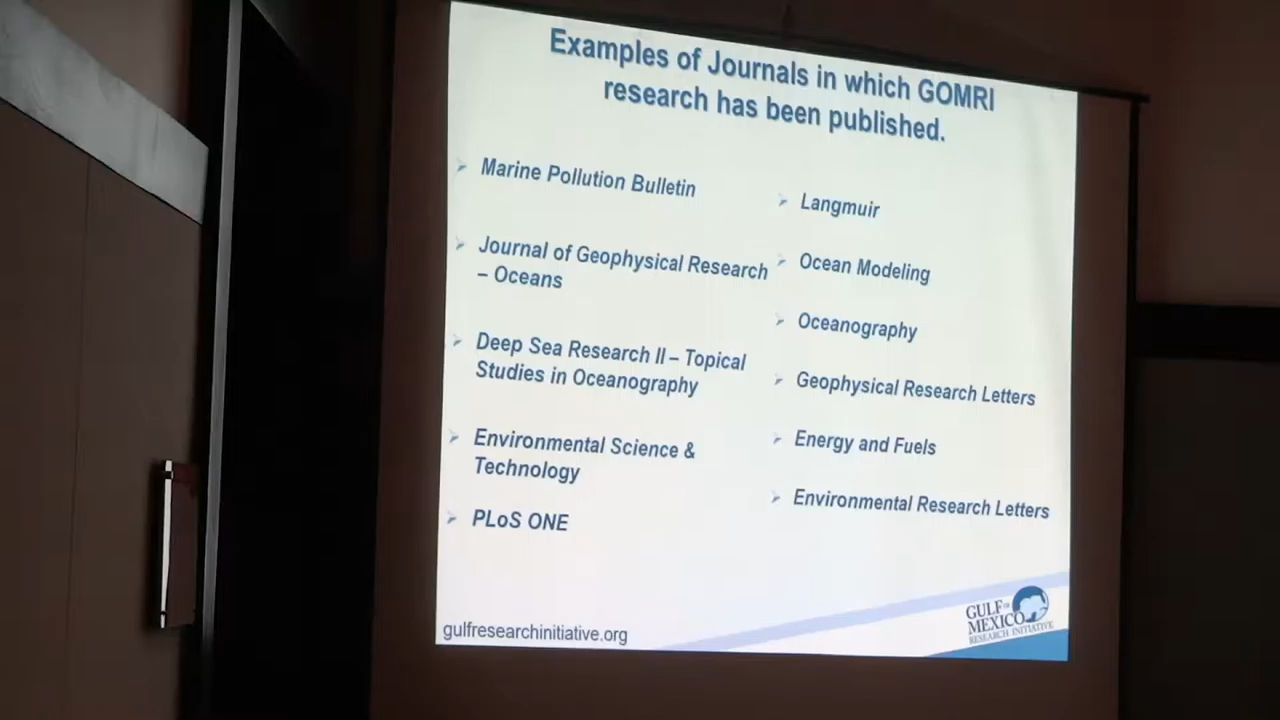 Examples of Journals in which GOMRI
research has been published.
Marine Pollution Bulletin
Journal of Geophysical Research
– Oceans
Deep Sea Research II – Topical
Studies in Oceanography
Environmental Science &
Technology
PLoS ONE
Langmuir
Ocean Modeling
Oceanography
Geophysical Research Letters
Energy and Fuels
Environmental Research Letters
gulfresearchinitiative.org
GULF OF
MEXICO
RESEARCH INITIATIVE